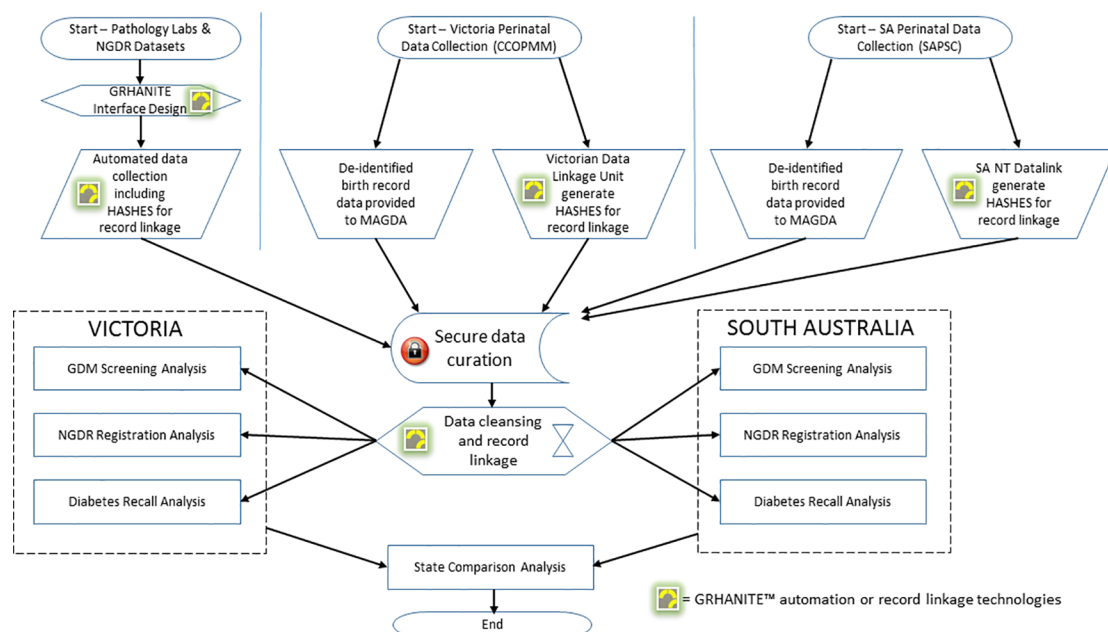 Start – Pathology Labs &
NGDR Datasets
Start – Victoria Perinatal
Data Collection (CCOPMM)
Start – SA Perinatal Data
Collection (SAPSC)
GRHANITE
Interface Design
Automated data
collection
including
HASHES for
record linkage
De-identified
birth record
data provided
to MAGDA
Victorian Data
Linkage Unit
generate
HASHES for
record linkage
De-identified
birth record
data provided
to MAGDA
SA NT Datalink
generate
HASHES for
record linkage
VICTORIA
GDM Screening Analysis
NGDR Registration Analysis
Diabetes Recall Analysis
Secure data
curation
Data cleansing
and record
linkage
SOUTH AUSTRALIA
GDM Screening Analysis
NGDR Registration Analysis
Diabetes Recall Analysis
State Comparison Analysis
End
= GRHANITE™ automation or record linkage technologies